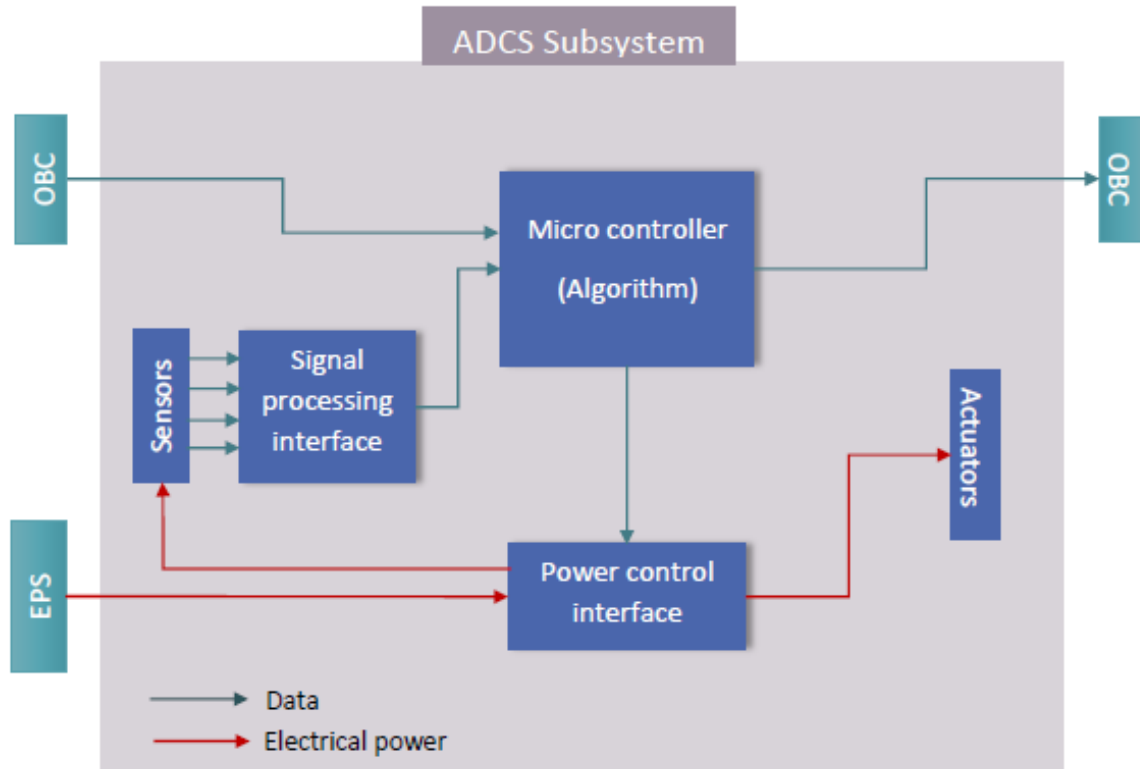 ADCS Subsystem
OBC
OBC
Micro controller
(Algorithm)
Sensors
Signal
processing
interface
Actuators
EPS
Power control
interface
Data
Electrical power